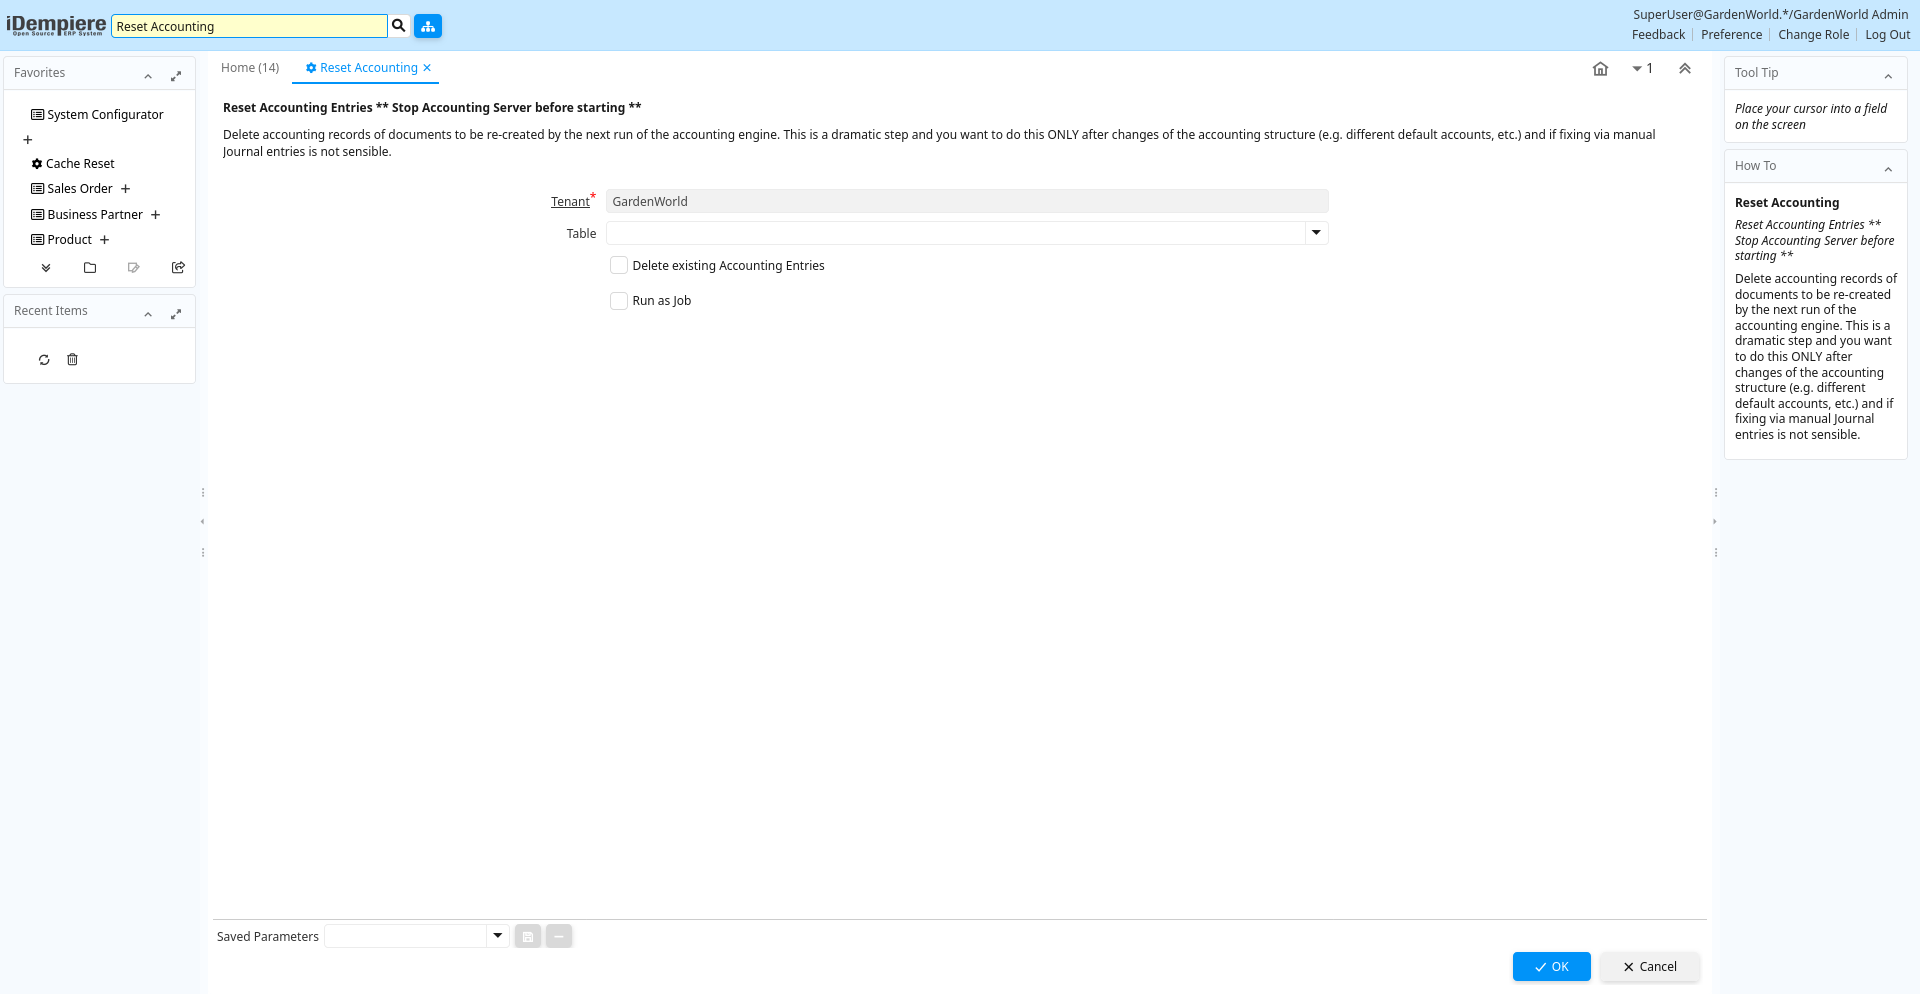 iDempiere
Open Source ERP System
Reset Accounting
SuperUser@GardenWorld.*/GardenWorld Admin
Feedback
Preference
Change Role
Log Out
Favorites
System Configurator
Cache Reset
Sales Order
Business Partner
Product
Recent Items
Home (14)
Reset Accounting
1
Reset Accounting Entries ** Stop Accounting Server before starting **
Delete accounting records of documents to be re-created by the next run of the accounting engine. This is a dramatic step and you want to do this ONLY after changes of the accounting structure (e.g. different default accounts, etc.) and if fixing via manual
Journal entries is not sensible.
Tenant*
GardenWorld
Table
Delete existing Accounting Entries
Run as Job
Saved Parameters
OK
Cancel
Tool Tip
Place your cursor into a field
on the screen
How To
Reset Accounting
Reset Accounting Entries **
Stop Accounting Server before
starting **
Delete accounting records of
documents to be re-created
by the next run of the
accounting engine. This is a
dramatic step and you want
to do this ONLY after
changes of the accounting
structure (e.g. different
default accounts, etc.) and if
fixing via manual Journal
entries is not sensible.